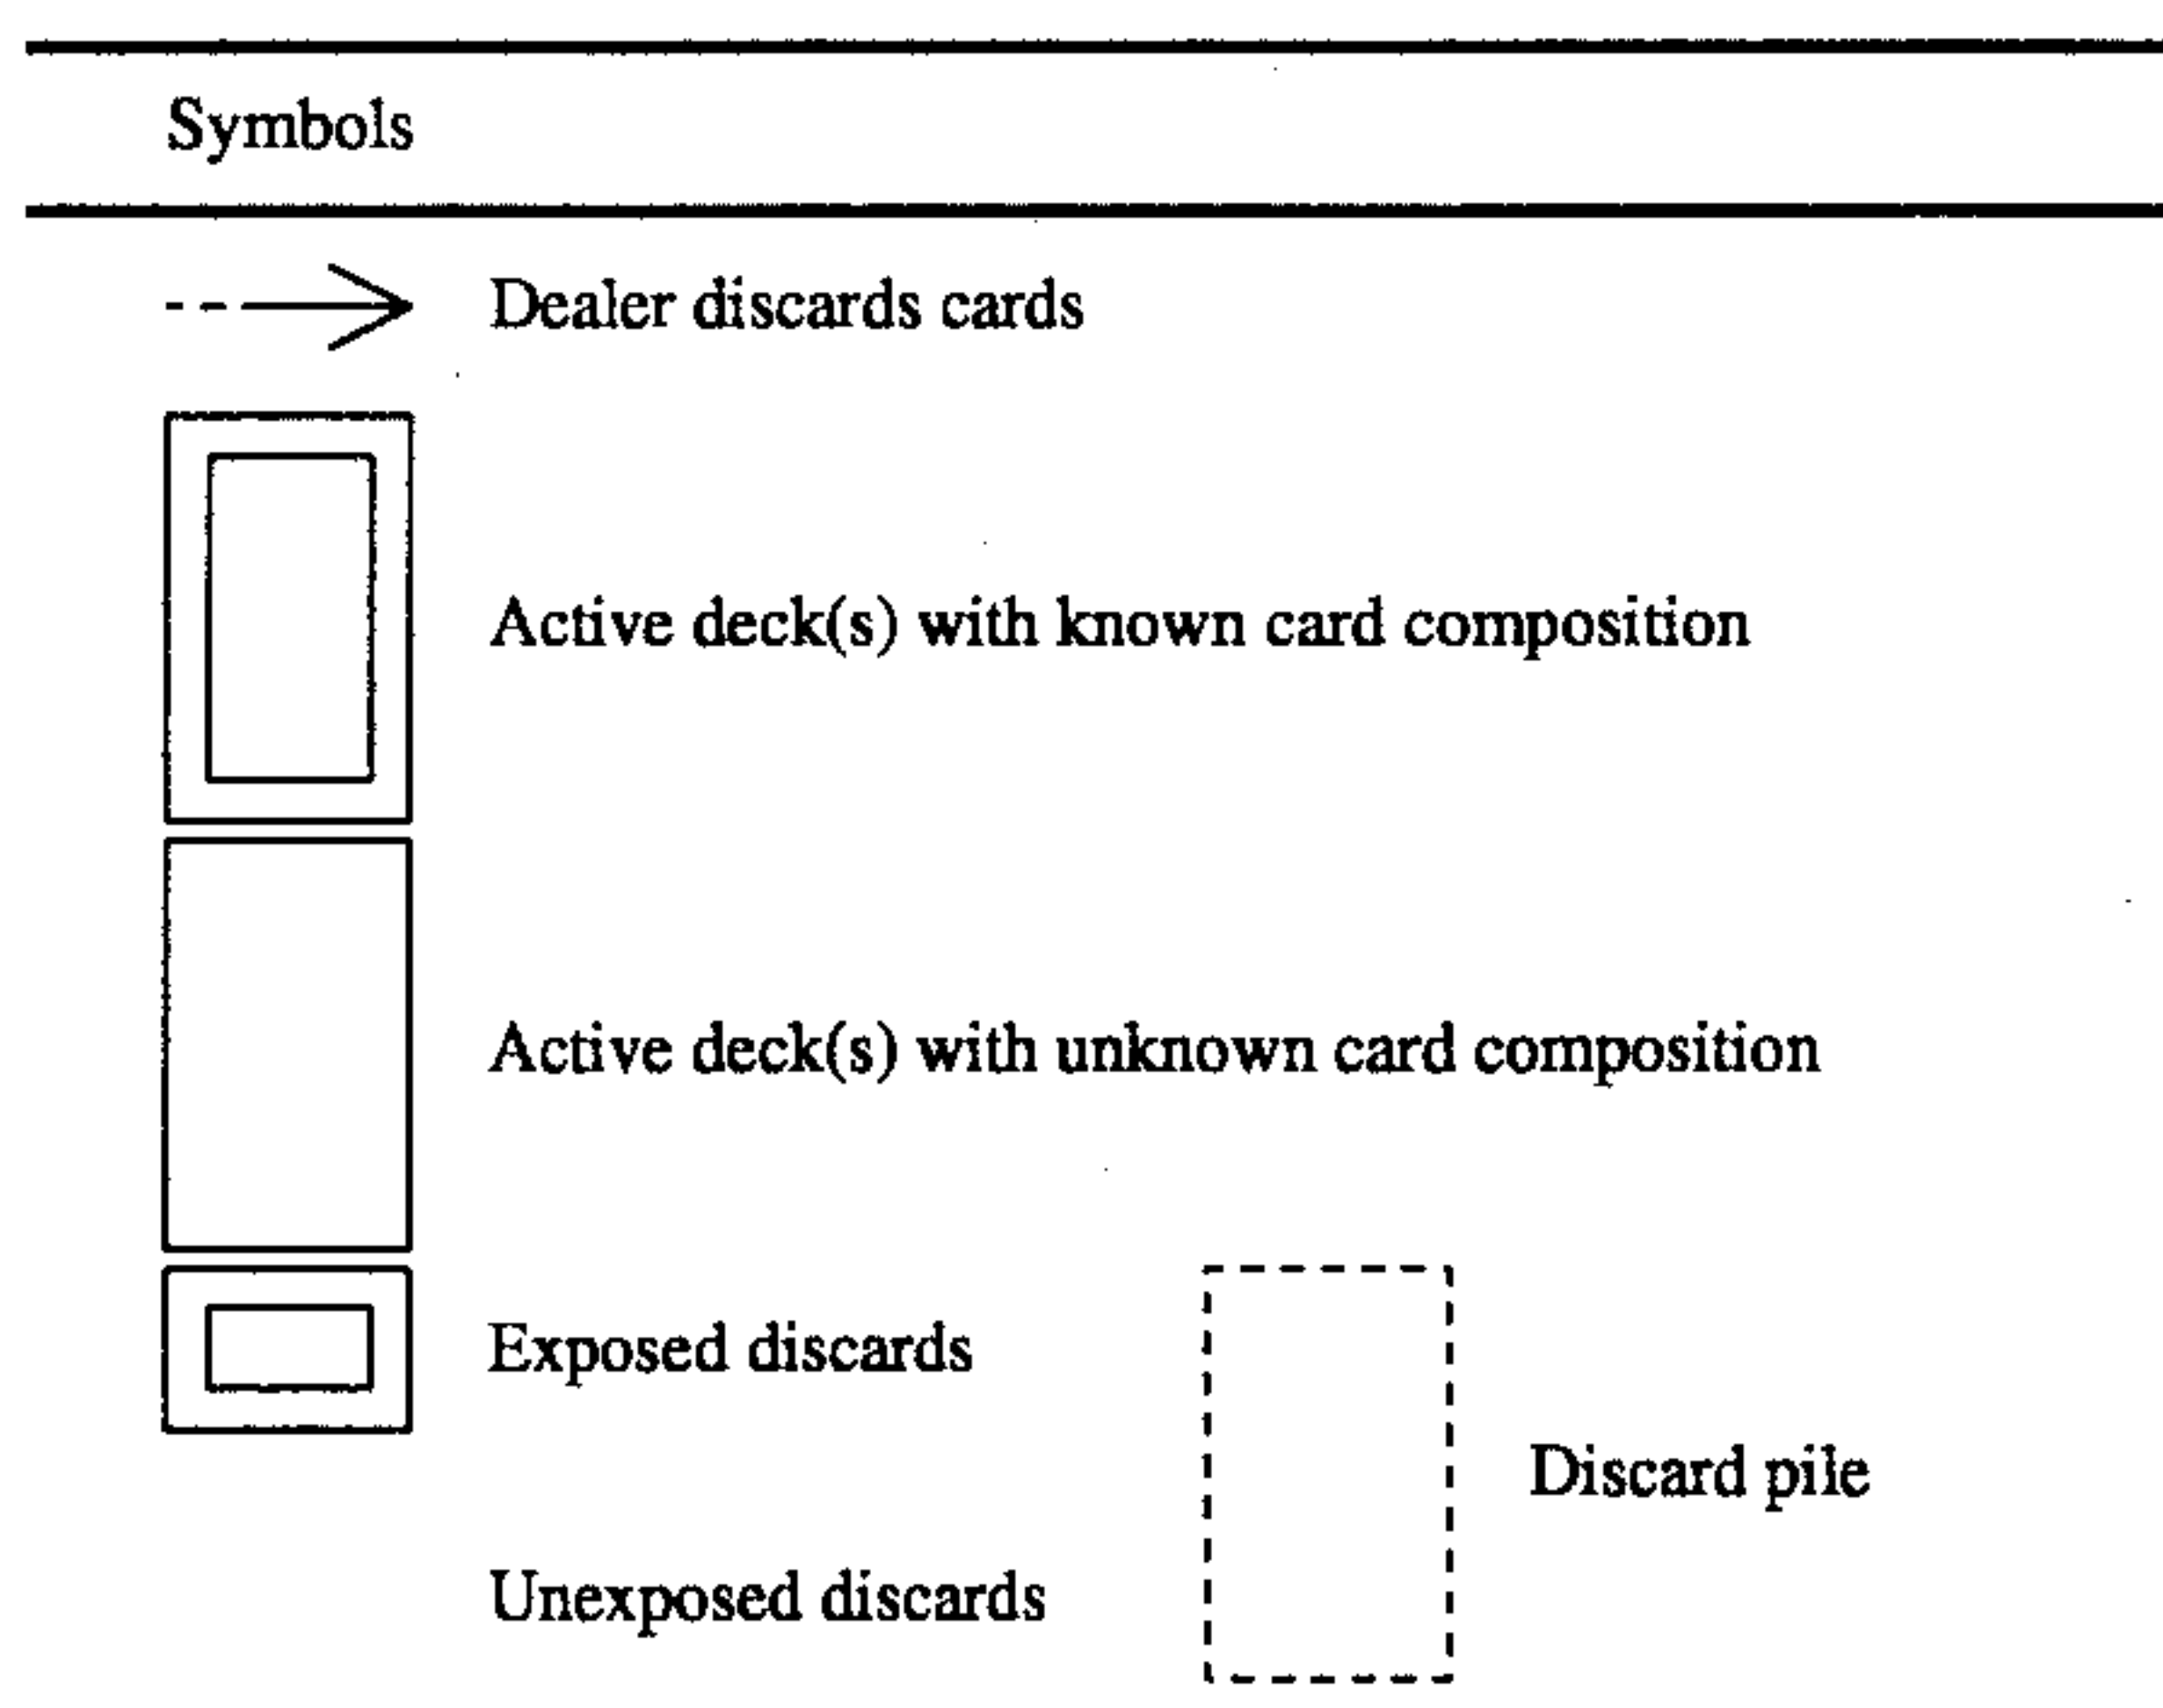 Symbols
Dealer discards cards
Active deck(s) with known card composition
Active deck(s) with unknown card composition
Exposed discards
Discard pile
Unexposed discards